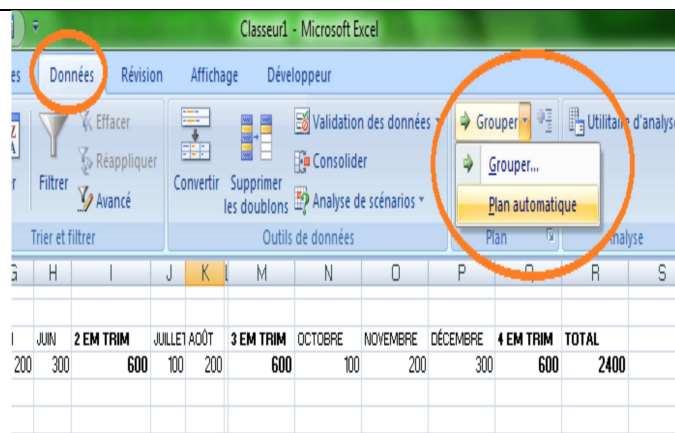 Classeur1 - Microsoft Excel
Données Révision Affichage Développeur
Effacer
Réappliquer
Avancé
Filtrer
Trier et filtrer
Convertir
Supprimer
les doublons
Validation des données
Consolider
Analyse de scénarios
Outils de données
Grouper
Grouper...
Plan automatique
Plan
Utilitaire d'analyse
Analyse
G H I J K L M N O P Q R S
JUIN 2 EM TRIM JUILLET AOÛT 3 EM TRIM OCTOBRE NOVEMBRE DÉCEMBRE 4 EM TRIM TOTAL
200 300 600 100 200 600 100 200 300 600 2400